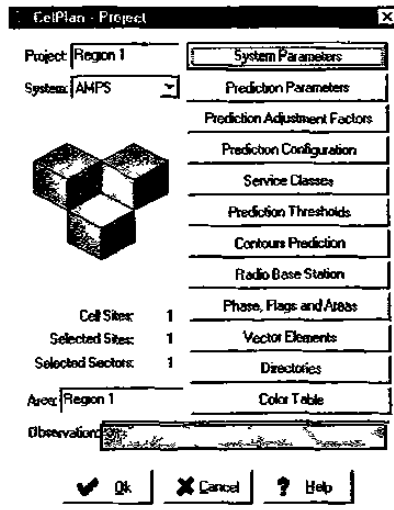 CelPlan - Project
Project: Region 1
System: AMPS
System Parameters
Prediction Parameters
Prediction Adjustment Factors
Prediction Configuration
Service Classes
Prediction Thresholds
Contours Prediction
Radio Base Station
Phase, Flags and Areas
Vector Elements
Directories
Color Table
Cell Sites: 1
Selected Sites: 1
Selected Sectors: 1
Area: Region 1
Observation:
Ok
Cancel
Help